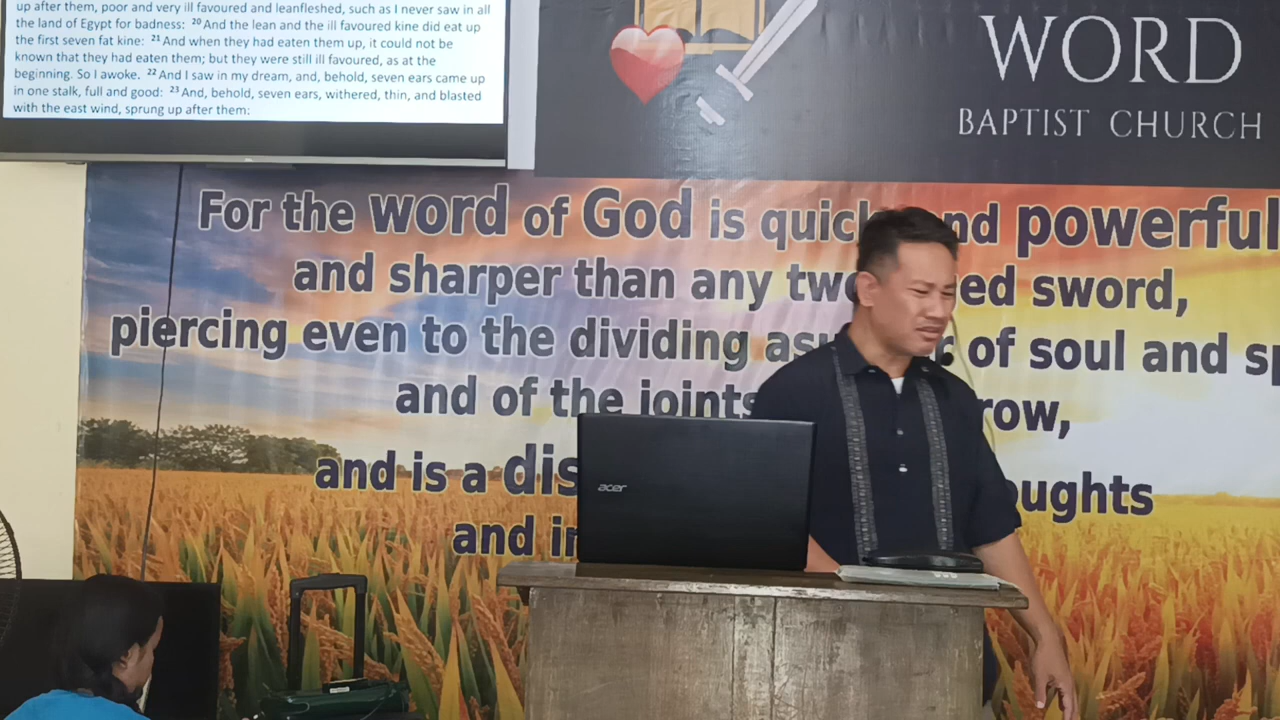 up after them, poor and very ill favoured and leanfleshed, such as I never saw in all
the land of Egypt for badness: 20 And the lean and the ill favoured kine did eat up
the first seven fat kine: 21 And when they had eaten them up, it could not be
known that they had eaten them; but they were still ill favoured, as at the
beginning. So I awoke. 22 And I saw in my dream, and, behold, seven ears came up
in one stalk, full and good: 23 And, behold, seven ears, withered, thin, and blasted
with the east wind, sprung up after them:
WORD
BAPTIST CHURCH
For the word of God is quick and powerful
and sharper than any two ed sword,
piercing even to the dividing as of soul and sp
and of the joints row,
and is a dis oughts
and in
acer